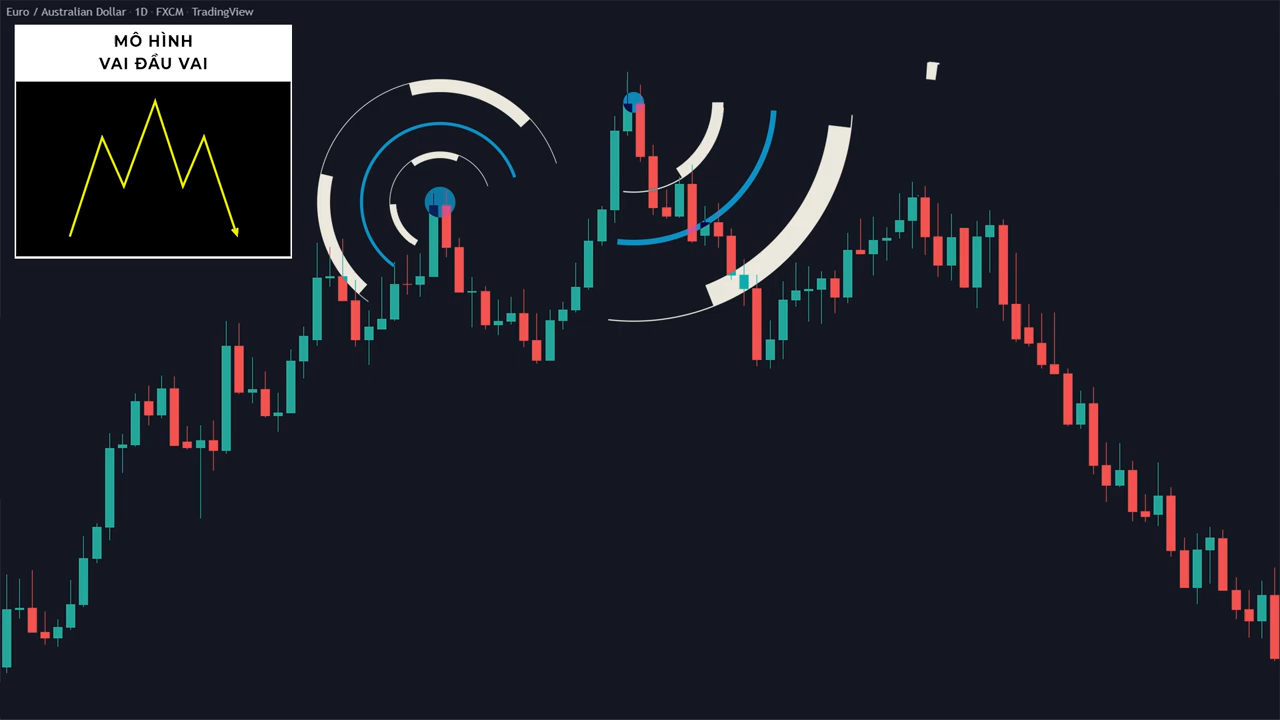 Euro / Australian Dollar · 1D · FXCM · TradingView
MÔ HÌNH
VAI ĐẦU VAI